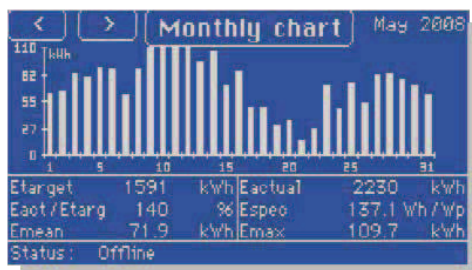 < > Monthly chart May 2008
110 kWh
82
55
27
0
1 5 10 15 20 25 31
Etarget 1591 kWh Eactual 2230 kWh
Eact/Etarg 140 % Espec 137.1 Wh/Wp
Emean 71.9 kWh Emax 109.7 kWh
Status: Offline